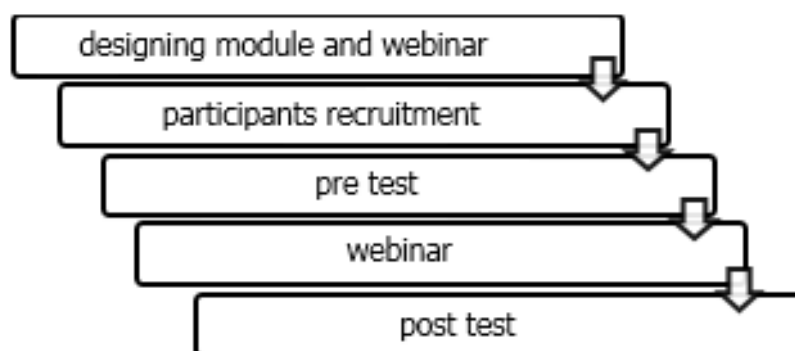 designing module and webinar
participants recruitment
pre test
webinar
post test